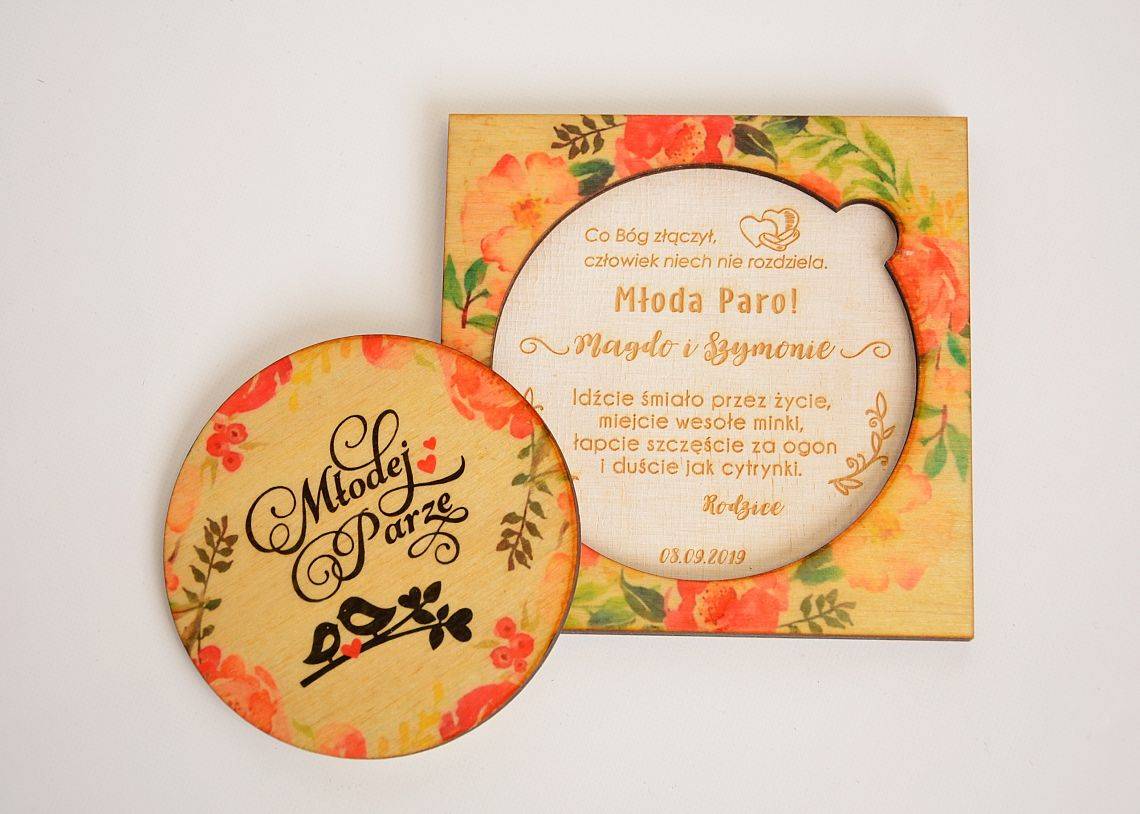 Młodej
Parze
Co Bóg złączył,
człowiek niech nie rozdziela.
Młoda Paro!
Magdo i Szymonie
Idźcie śmiało przez życie,
miejcie wesołe minki,
łapcie szczęście za ogon
i duście jak cytrynki.
Rodzice
08.09.2019